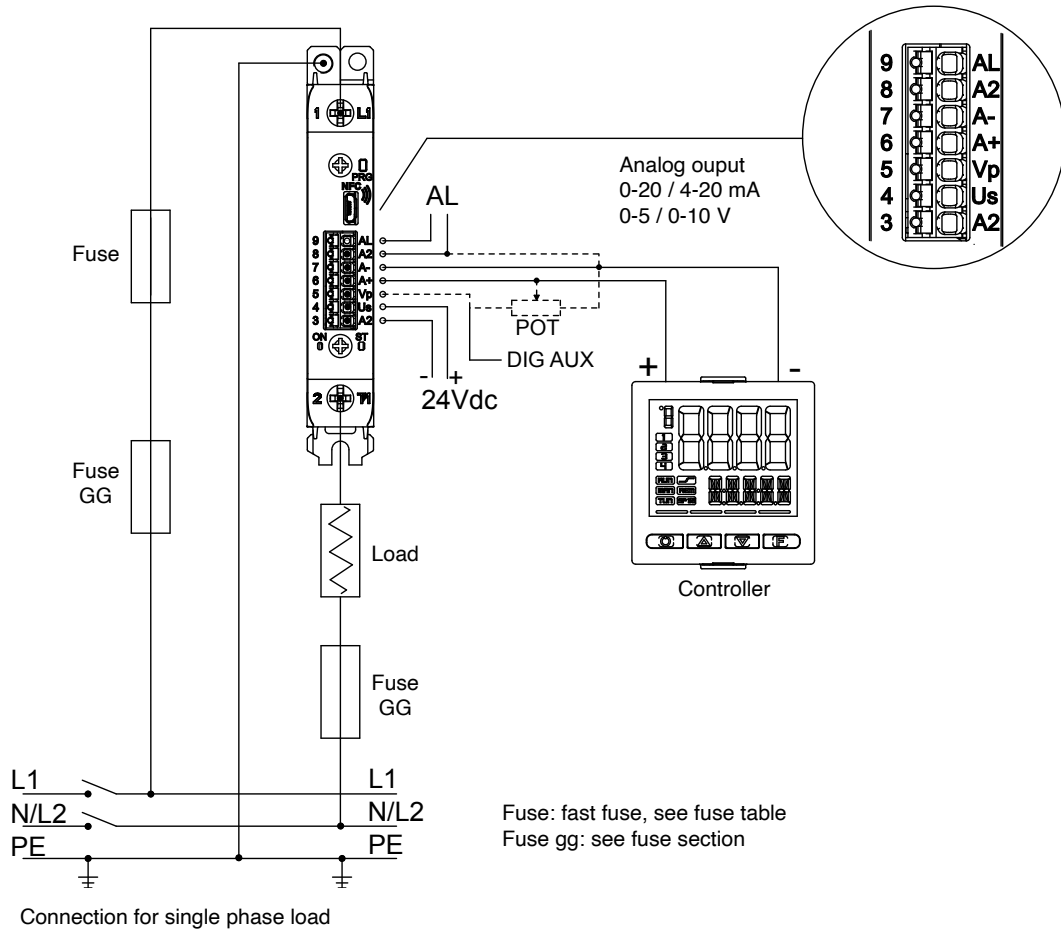 9 AL
8 A2
7 A-
6 A+
5 Vp
4 Us
3 A2
1 L1
PRG
NFC
Analog ouput
0-20 / 4-20 mA
0-5 / 0-10 V
AL
Fuse
9 AL
8 A2
7 A-
6 A+
5 Vp
4 Us
3 A2
POT
ON ST
DIG AUX
+ -
- +
24Vdc
2
Fuse
GG
RUN
MAN REM
TUN
O F
Load
Controller
Fuse
GG
L1 L1
N/L2 N/L2
PE PE
Fuse: fast fuse, see fuse table
Fuse gg: see fuse section
Connection for single phase load